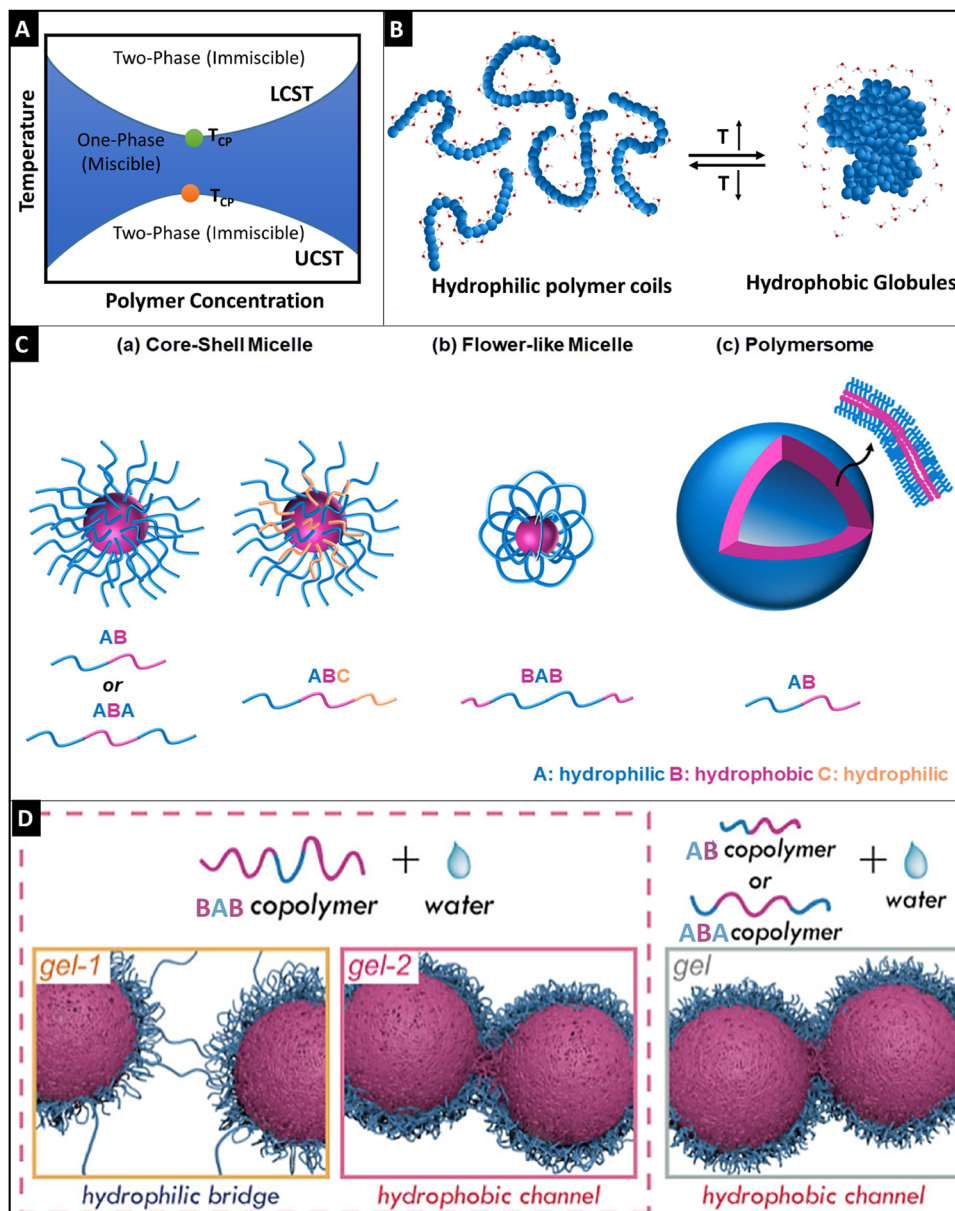 A
Two-Phase (Immiscible)
LCST
T_CP
One-Phase
(Miscible)
T_CP
Two-Phase (Immiscible)
UCST
Temperature
Polymer Concentration
B
T
T
Hydrophilic polymer coils
Hydrophobic Globules
C
(a) Core-Shell Micelle
(b) Flower-like Micelle
(c) Polymersome
AB
or
ABA
ABC
BAB
AB
A: hydrophilic B: hydrophobic C: hydrophilic
D
BAB copolymer
+
water
AB copolymer
or
ABA copolymer
+
water
gel-1
gel-2
gel
hydrophilic bridge
hydrophobic channel
hydrophobic channel